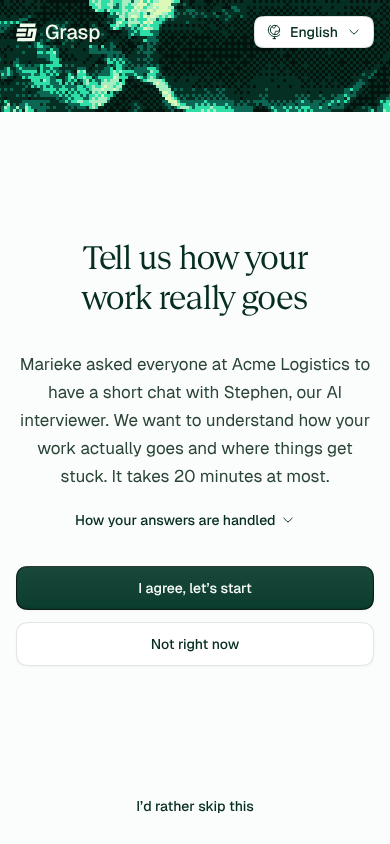 Grasp
English
Tell us how your
work really goes
Marieke asked everyone at Acme Logistics to
have a short chat with Stephen, our AI
interviewer. We want to understand how your
work actually goes and where things get
stuck. It takes 20 minutes at most.
How your answers are handled
I agree, let’s start
Not right now
I’d rather skip this